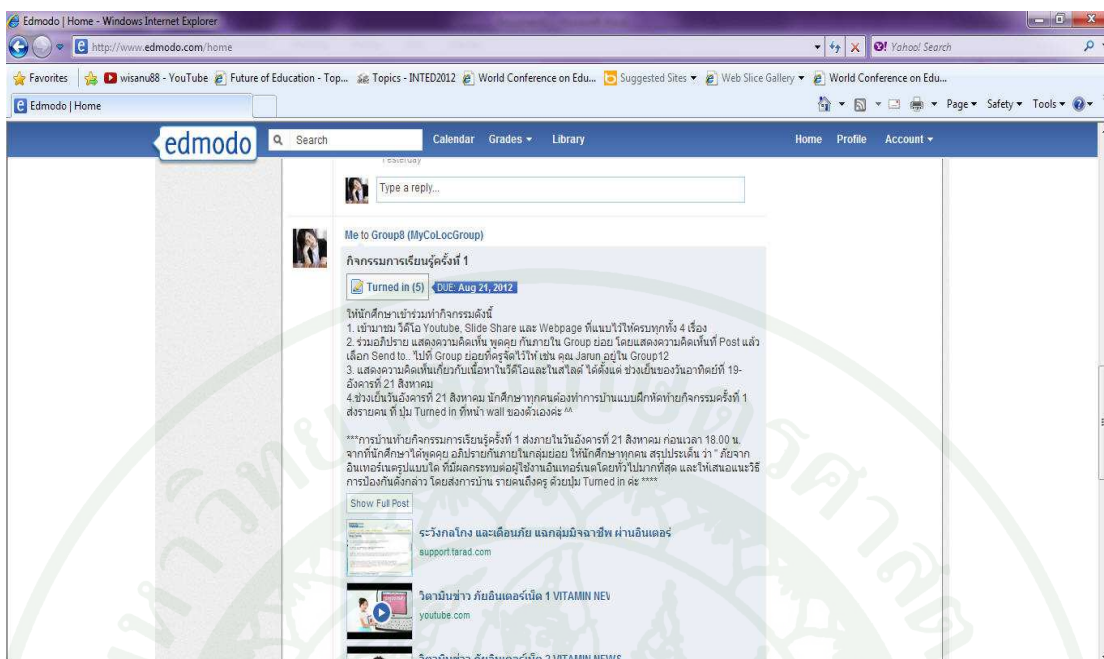 Edmodo | Home - Windows Internet Explorer
http://www.edmodo.com/home
Yahoo! Search
Favorites wisanu88 - YouTube Future of Education - Top... Topics - INTED2012 World Conference on Edu... Suggested Sites Web Slice Gallery World Conference on Edu...
Edmodo | Home
Page Safety Tools
edmodo Search Calendar Grades Library Home Profile Account
Yesterday
Type a reply...
Me to Group8 (MyCoLocGroup)
กิจกรรมการเรียนรู้ครั้งที่ 1
Turned in (5) DUE: Aug 21, 2012
ให้นักศึกษาเข้าร่วมทำกิจกรรมดังนี้
1. เข้ามาชม วีดีโอ Youtube, Slide Share และ Webpage ที่แนบไว้ให้ครบทุกทั้ง 4 เรื่อง
2. ร่วมอภิปราย แสดงความคิดเห็น พูดคุย กันภายใน Group ย่อย โดยแสดงความคิดเห็นที่ Post แล้ว
เลือก Send to.. ไปที่ Group ย่อยที่ครูจัดไว้ให้ เช่น คุณ Jarun อยู่ใน Group12
3. แสดงความคิดเห็นเกี่ยวกับเนื้อหาในวีดีโอและในสไลด์ ได้ตั้งแต่ ช่วงเย็นของวันอาทิตย์ที่ 19-
อังคารที่ 21 สิงหาคม
4.ช่วงเย็นวันอังคารที่ 21 สิงหาคม นักศึกษาทุกคนต้องทำการบ้านแบบฝึกหัดท้ายกิจกรรมครั้งที่ 1
ส่งรายคน ที่ ปุ่ม Turned in ที่หน้า wall ของตัวเองค่ะ ^^
***การบ้านท้ายกิจกรรมการเรียนรู้ครั้งที่ 1 ส่งภายในวันอังคารที่ 21 สิงหาคม ก่อนเวลา 18.00 น.
จากที่นักศึกษาได้พูดคุย อภิปรายกันภายในกลุ่มย่อย ให้นักศึกษาทุกคน สรุปประเด็น ว่า " ภัยจาก
อินเทอร์เนตรูปแบบใด ที่มีผลกระทบต่อผู้ใช้งานอินเทอร์เนตโดยทั่วไปมากที่สุด และให้เสนอแนะวิธี
การป้องกันดังกล่าว โดยส่งการบ้าน รายคนถึงครู ด้วยปุ่ม Turned in ค่ะ ****
Show Full Post
ระวังกลโกง และเตือนภัย แฉกลุ่มมิจฉาชีพ ผ่านอินเตอร์
support.tarad.com
วิตามินข่าว ภัยอินเตอร์เน็ต 1 VITAMIN NEV
youtube.com
วิตามินข่าว ภัยอินเตอร์เน็ต 2 VITAMIN NEWS